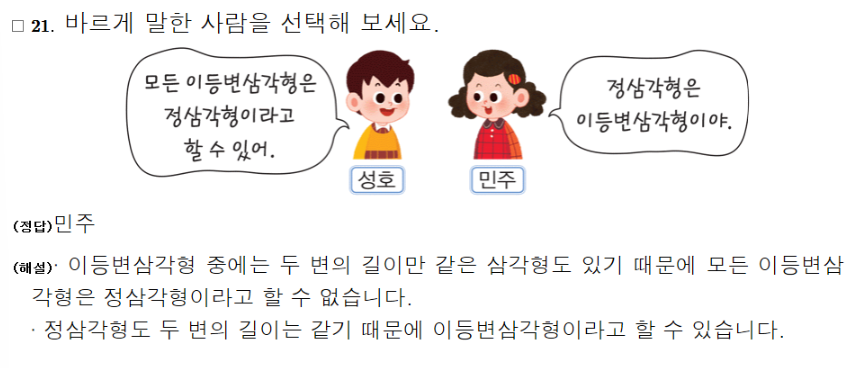 □ 21. 바르게 말한 사람을 선택해 보세요.
모든 이등변삼각형은
정삼각형이라고
할 수 있어.
정삼각형은
이등변삼각형이야.
성호
민주
(정답)민주
(해설)· 이등변삼각형 중에는 두 변의 길이만 같은 삼각형도 있기 때문에 모든 이등변삼
각형은 정삼각형이라고 할 수 없습니다.
· 정삼각형도 두 변의 길이는 같기 때문에 이등변삼각형이라고 할 수 있습니다.